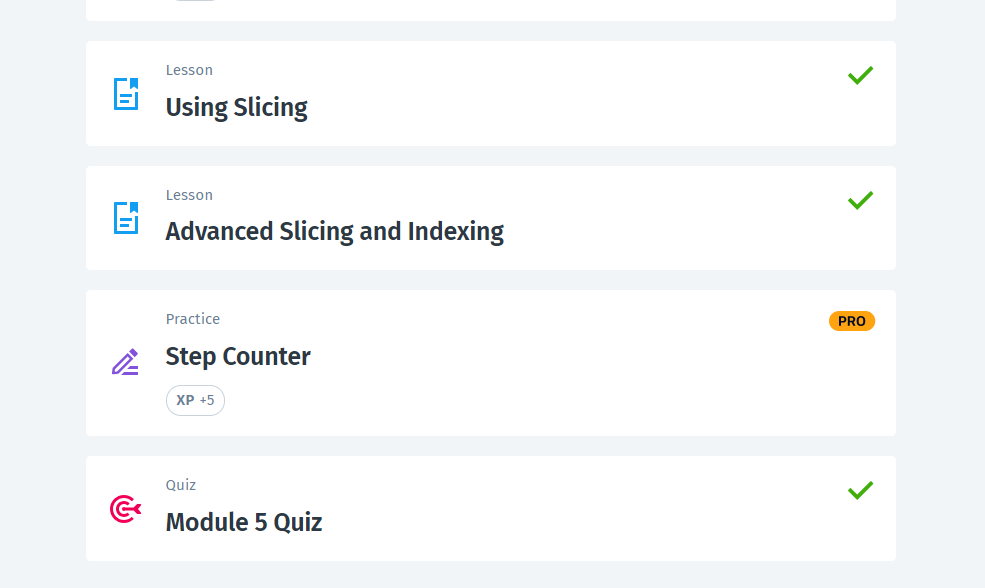 Lesson
Using Slicing
Lesson
Advanced Slicing and Indexing
Practice
PRO
Step Counter
XP +5
Quiz
Module 5 Quiz